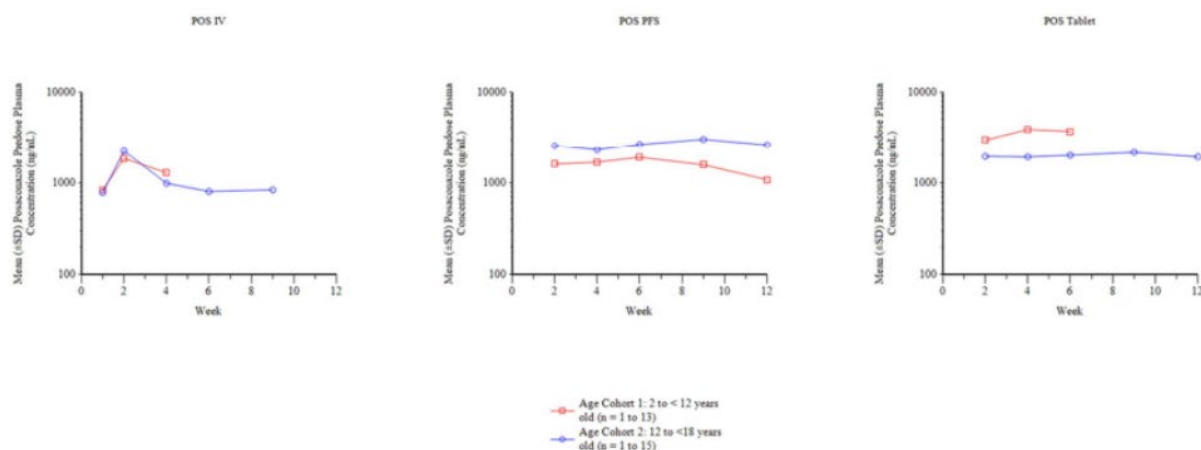 POS IV
Mean (±SD) Posaconazole Predose Plasma
Concentration (ng/mL)
10000
1000
100
0 2 4 6 8 10 12
Week
POS PFS
Mean (±SD) Posaconazole Predose Plasma
Concentration (ng/mL)
10000
1000
100
0 2 4 6 8 10 12
Week
POS Tablet
Mean (±SD) Posaconazole Predose Plasma
Concentration (ng/mL)
10000
1000
100
0 2 4 6 8 10 12
Week
Age Cohort 1: 2 to < 12 years
old (n = 1 to 13)
Age Cohort 2: 12 to <18 years
old (n = 1 to 15)